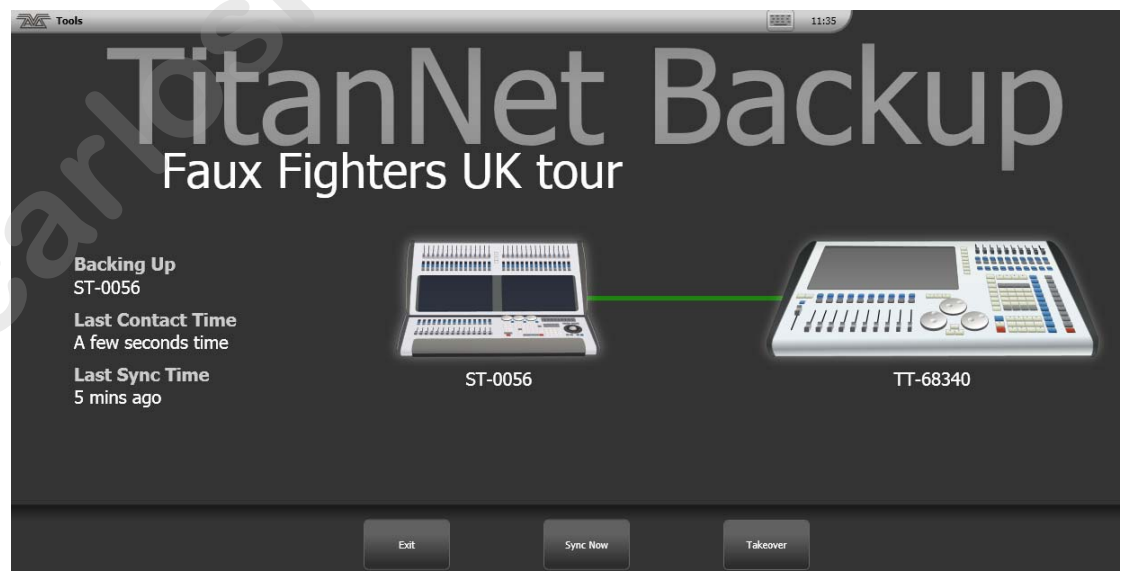 Tools
11:35
TitanNet Backup
Faux Fighters UK tour
Backing Up
ST-0056
Last Contact Time
A few seconds time
Last Sync Time
5 mins ago
ST-0056
TT-68340
Exit
Sync Now
Takeover
carlos